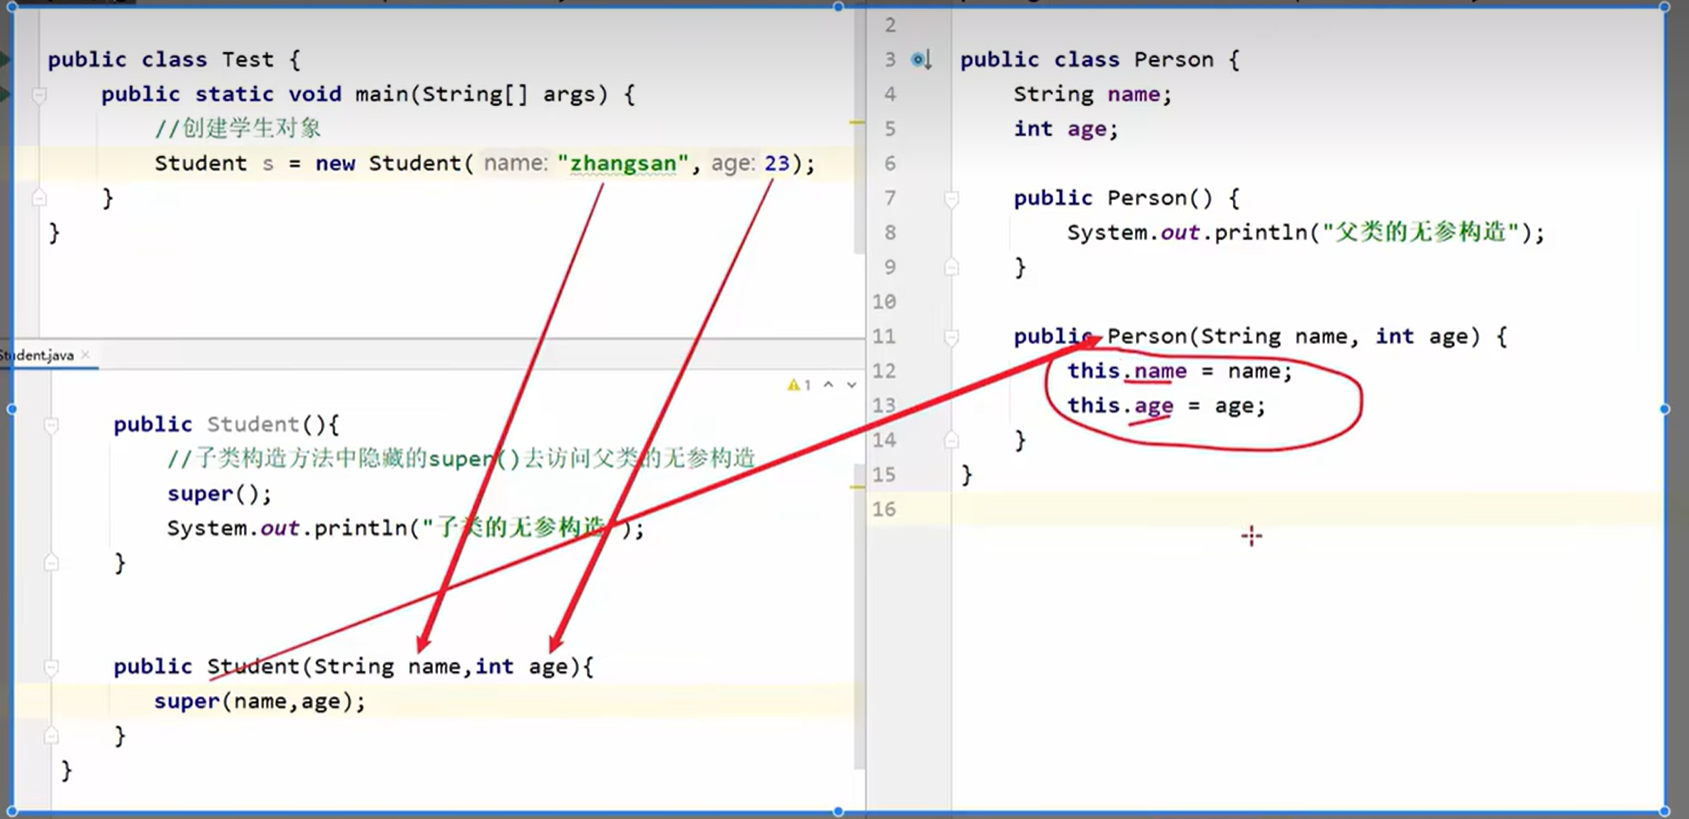 public class Test {
public static void main(String[] args) {
//创建学生对象
Student s = new Student( name: "zhangsan", age: 23);
}
}
Student.java
1
public Student(){
//子类构造方法中隐藏的super()去访问父类的无参构造
super();
System.out.println("子类的无参构造");
}
public Student(String name,int age){
super(name,age);
}
}
2
3 public class Person {
4 String name;
5 int age;
6
7 public Person() {
8 System.out.println("父类的无参构造");
9 }
10
11 public Person(String name, int age) {
12 this.name = name;
13 this.age = age;
14 }
15 }
16